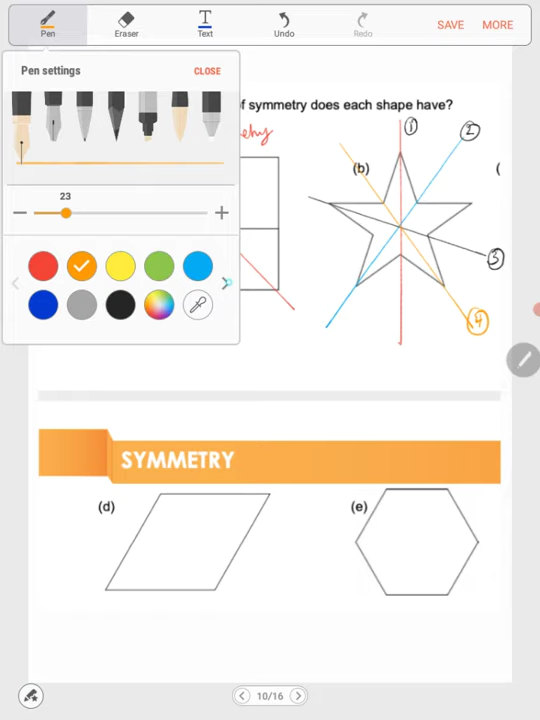 Pen
Eraser
T
Text
Undo
Redo
SAVE
MORE
Pen settings
CLOSE
23
of symmetry does each shape have?
(b)
(
1
2
3
4
SYMMETRY
(d)
(e)
10/16